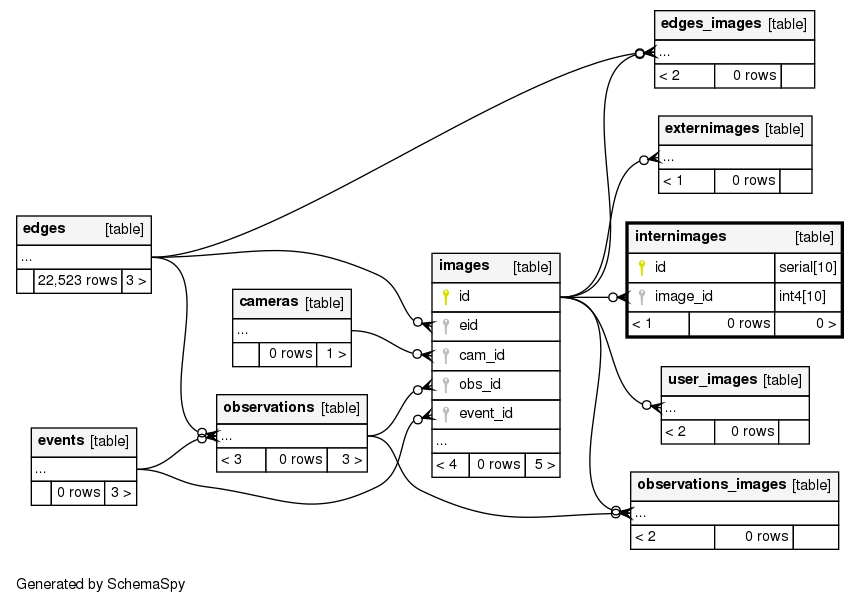 edges_images [table]
...
< 2 0 rows
externimages [table]
...
< 1 0 rows
edges [table]
...
22,523 rows 3 >
internimages [table]
id serial[10]
image_id int4[10]
< 1 0 rows 0 >
images [table]
id
eid
cam_id
obs_id
event_id
...
< 4 0 rows 5 >
cameras [table]
...
0 rows 1 >
user_images [table]
...
< 2 0 rows
observations [table]
...
< 3 0 rows 3 >
events [table]
...
0 rows 3 >
observations_images [table]
...
< 2 0 rows
Generated by SchemaSpy